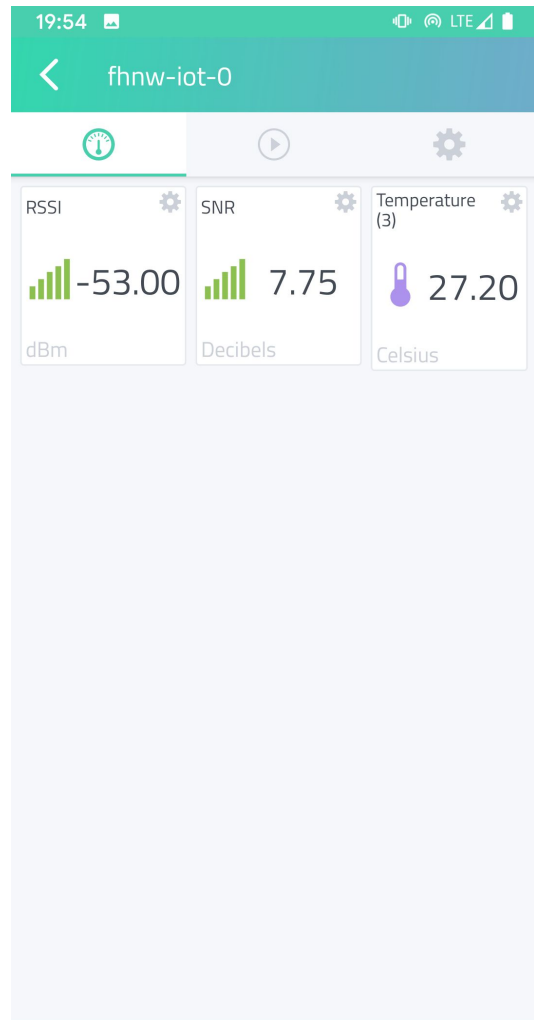 19:54
LTE
fhnw-iot-0
RSSI
-53.00
dBm
SNR
7.75
Decibels
Temperature
(3)
27.20
Celsius